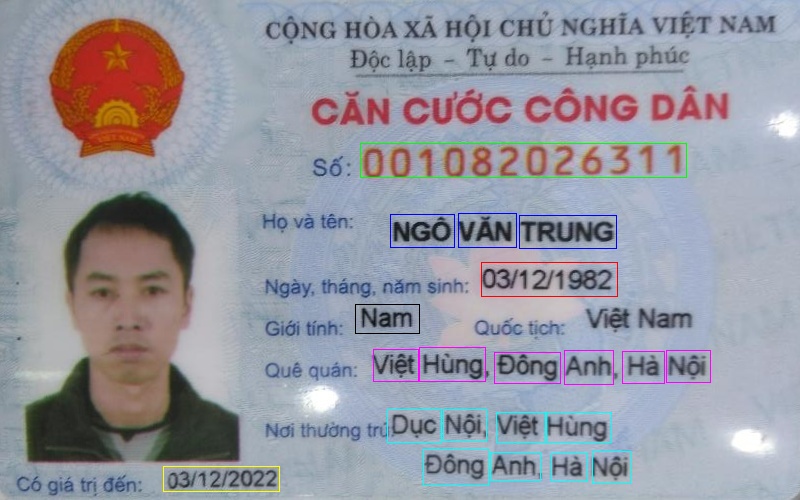 CỘNG HÒA XÃ HỘI CHỦ NGHĨA VIỆT NAM
Độc lập - Tự do - Hạnh phúc
CĂN CƯỚC CÔNG DÂN
Số: 001082026311
Họ và tên: NGÔ VĂN TRUNG
Ngày, tháng, năm sinh: 03/12/1982
Giới tính: Nam Quốc tịch: Việt Nam
Quê quán: Việt Hùng, Đông Anh, Hà Nội
Nơi thường trú: Dục Nội, Việt Hùng
Đông Anh, Hà Nội
Có giá trị đến: 03/12/2022